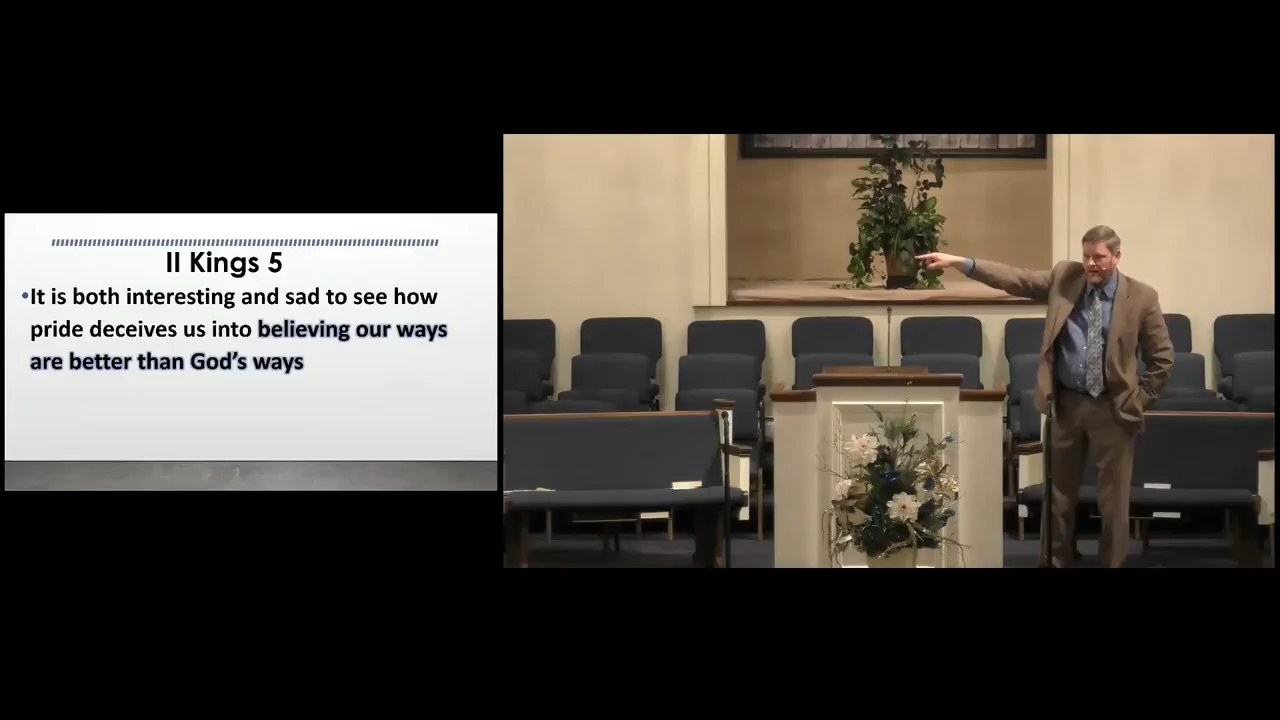 II Kings 5
•It is both interesting and sad to see how
pride deceives us into believing our ways
are better than God's ways